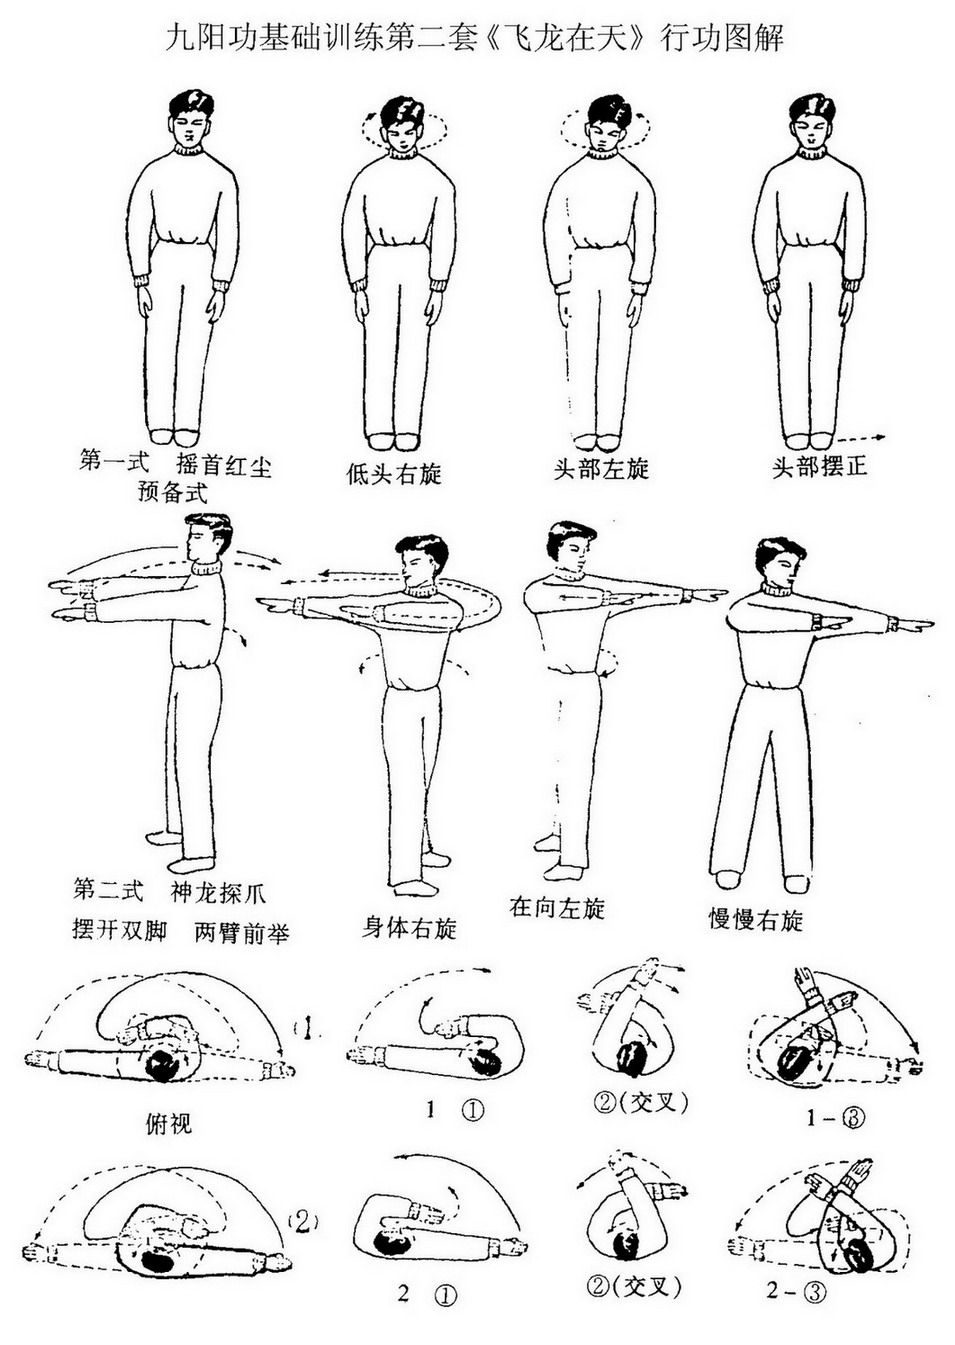 九阳功基础训练第二套《飞龙在天》行功图解
第一式 摇首红尘
预备式
低头右旋
头部左旋
头部摆正
第二式 神龙探爪
摆开双脚 两臂前举
身体右旋
在向左旋
慢慢右旋
(1)
俯视
1 ①
②(交叉)
1-③
(2)
2 ①
②(交叉)
2-③